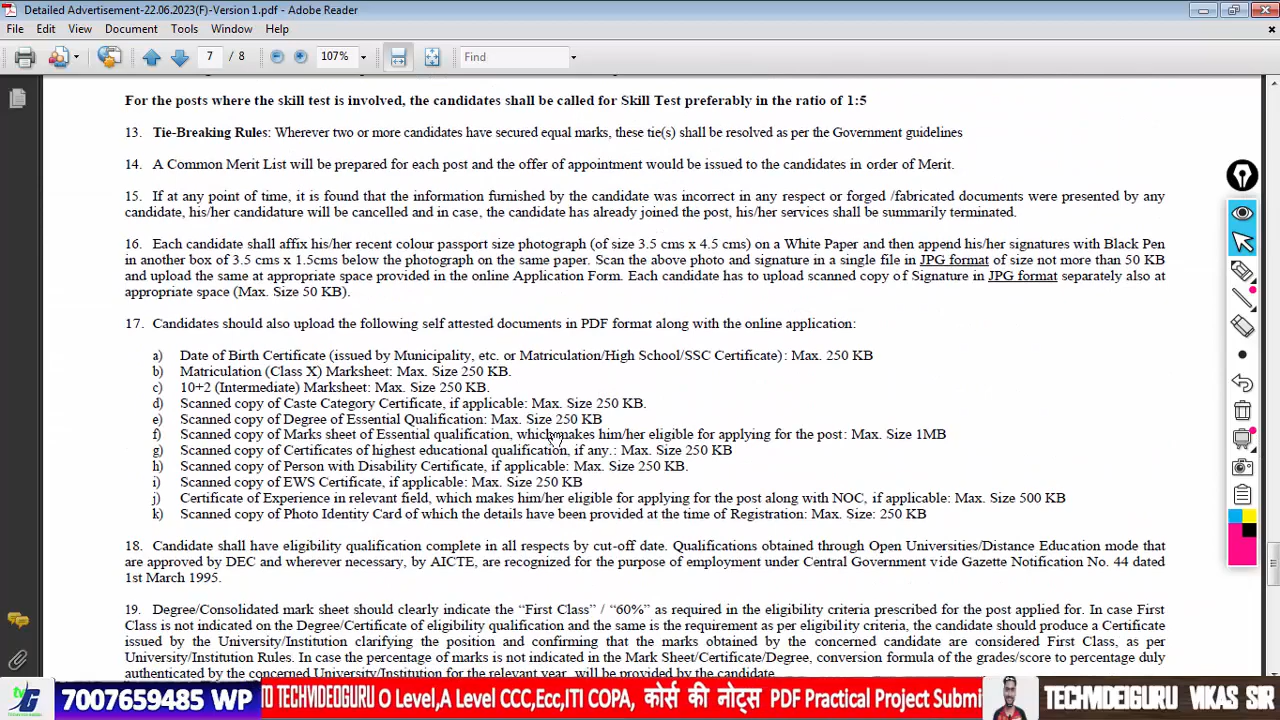 Detailed Advertisement-22.06.2023(F)-Version 1.pdf - Adobe Reader
File Edit View Document Tools Window Help
7 / 8 107% Find
For the posts where the skill test is involved, the candidates shall be called for Skill Test preferably in the ratio of 1:5
13. Tie-Breaking Rules: Wherever two or more candidates have secured equal marks, these tie(s) shall be resolved as per the Government guidelines
14. A Common Merit List will be prepared for each post and the offer of appointment would be issued to the candidates in order of Merit.
15. If at any point of time, it is found that the information furnished by the candidate was incorrect in any respect or forged /fabricated documents were presented by any
candidate, his/her candidature will be cancelled and in case, the candidate has already joined the post, his/her services shall be summarily terminated.
16. Each candidate shall affix his/her recent colour passport size photograph (of size 3.5 cms x 4.5 cms) on a White Paper and then append his/her signatures with Black Pen
in another box of 3.5 cms x 1.5cms below the photograph on the same paper. Scan the above photo and signature in a single file in JPG format of size not more than 50 KB
and upload the same at appropriate space provided in the online Application Form. Each candidate has to upload scanned copy of Signature in JPG format separately also at
appropriate space (Max. Size 50 KB).
17. Candidates should also upload the following self attested documents in PDF format along with the online application:
a) Date of Birth Certificate (issued by Municipality, etc. or Matriculation/High School/SSC Certificate): Max. 250 KB
b) Matriculation (Class X) Marksheet: Max. Size 250 KB.
c) 10+2 (Intermediate) Marksheet: Max. Size 250 KB.
d) Scanned copy of Caste Category Certificate, if applicable: Max. Size 250 KB.
e) Scanned copy of Degree of Essential Qualification: Max. Size 250 KB
f) Scanned copy of Marks sheet of Essential qualification, which makes him/her eligible for applying for the post: Max. Size 1MB
g) Scanned copy of Certificates of highest educational qualification, if any.: Max. Size 250 KB
h) Scanned copy of Person with Disability Certificate, if applicable: Max. Size 250 KB.
i) Scanned copy of EWS Certificate, if applicable: Max. Size 250 KB
j) Certificate of Experience in relevant field, which makes him/her eligible for applying for the post along with NOC, if applicable: Max. Size 500 KB
k) Scanned copy of Photo Identity Card of which the details have been provided at the time of Registration: Max. Size: 250 KB
18. Candidate shall have eligibility qualification complete in all respects by cut-off date. Qualifications obtained through Open Universities/Distance Education mode that
are approved by DEC and wherever necessary, by AICTE, are recognized for the purpose of employment under Central Government vide Gazette Notification No. 44 dated
1st March 1995.
19. Degree/Consolidated mark sheet should clearly indicate the “First Class” / “60%” as required in the eligibility criteria prescribed for the post applied for. In case First
Class is not indicated on the Degree/Certificate of eligibility qualification and the same is the requirement as per eligibility criteria, the candidate should produce a Certificate
issued by the University/Institution clarifying the position and confirming that the marks obtained by the concerned candidate are considered First Class, as per
University/Institution Rules. In case the percentage of marks is not indicated in the Mark Sheet/Certificate/Degree, conversion formula of the grades/score to percentage duly
authenticated by the concerned University/Institution for the relevant year, will be provided by the candidate
7007659485 WP TO TECHMDEIGURU O Level,A Level CCC,Ecc,ITI COPA, कोर्स की नोट्स PDF Practical Project Submi TECHMDEIGURU VIKAS SIR